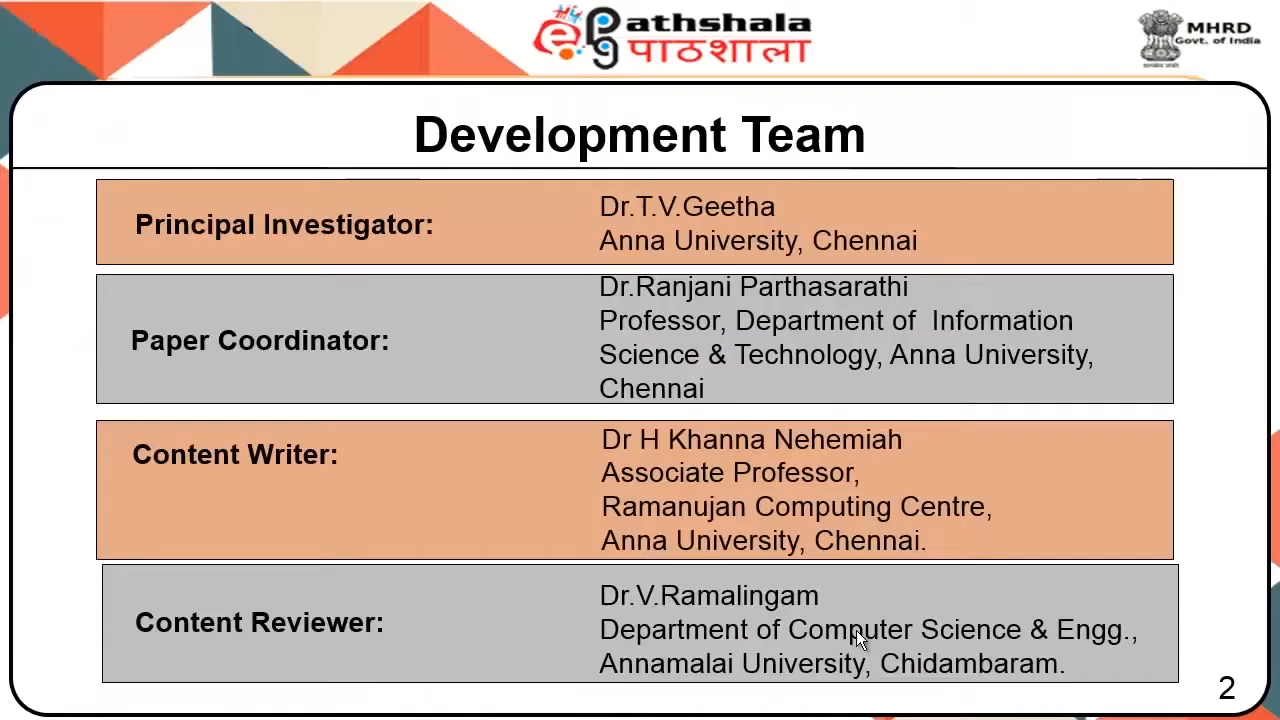 ePathshala
पाठशाला
MHRD
Govt. of India
Development Team
Principal Investigator:
Dr.T.V.Geetha
Anna University, Chennai
Paper Coordinator:
Dr.Ranjani Parthasarathi
Professor, Department of  Information
Science & Technology, Anna University,
Chennai
Content Writer:
Dr H Khanna Nehemiah
Associate Professor,
Ramanujan Computing Centre,
Anna University, Chennai.
Content Reviewer:
Dr.V.Ramalingam
Department of Computer Science & Engg.,
Annamalai University, Chidambaram.
2